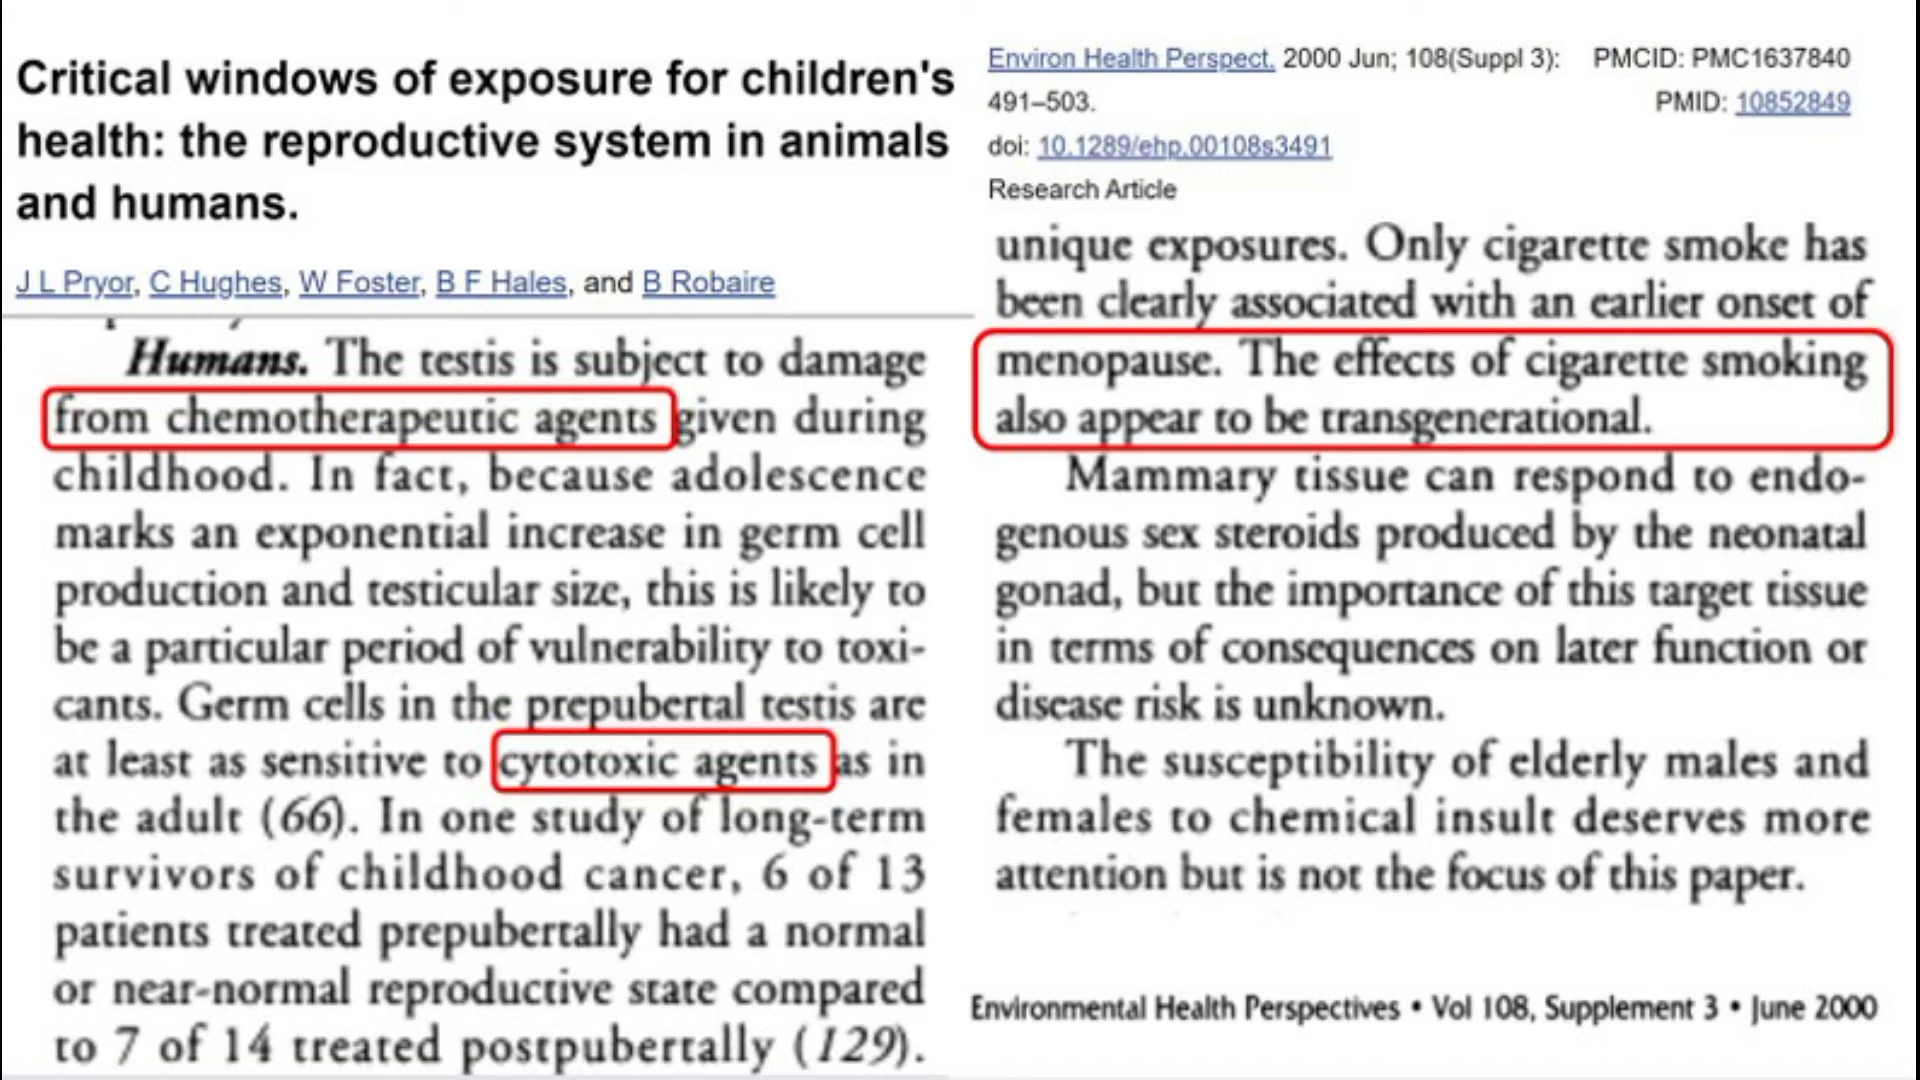 Critical windows of exposure for children's
health: the reproductive system in animals
and humans.
J L Pryor, C Hughes, W Foster, B F Hales, and B Robaire
Humans. The testis is subject to damage
from chemotherapeutic agents given during
childhood. In fact, because adolescence
marks an exponential increase in germ cell
production and testicular size, this is likely to
be a particular period of vulnerability to toxi-
cants. Germ cells in the prepubertal testis are
at least as sensitive to cytotoxic agents as in
the adult (66). In one study of long-term
survivors of childhood cancer, 6 of 13
patients treated prepubertally had a normal
or near-normal reproductive state compared
to 7 of 14 treated postpubertally (129).
Environ Health Perspect. 2000 Jun; 108(Suppl 3): PMCID: PMC1637840
491–503. PMID: 10852849
doi: 10.1289/ehp.00108s3491
Research Article
unique exposures. Only cigarette smoke has
been clearly associated with an earlier onset of
menopause. The effects of cigarette smoking
also appear to be transgenerational.
Mammary tissue can respond to endo-
genous sex steroids produced by the neonatal
gonad, but the importance of this target tissue
in terms of consequences on later function or
disease risk is unknown.
The susceptibility of elderly males and
females to chemical insult deserves more
attention but is not the focus of this paper.
Environmental Health Perspectives • Vol 108, Supplement 3 • June 2000